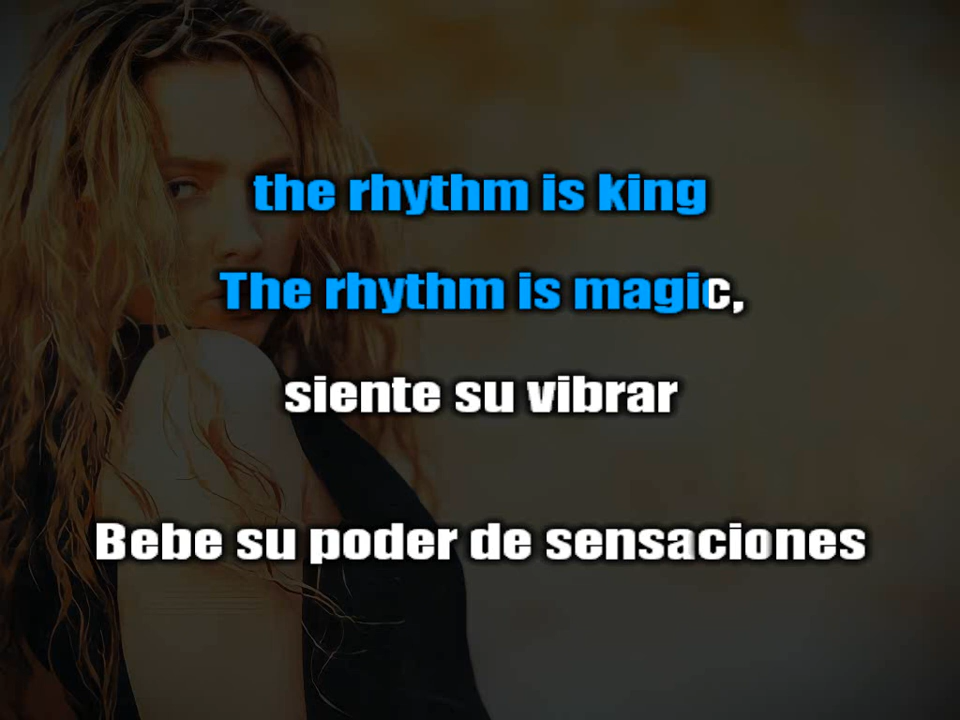 the rhythm is king
The rhythm is magic,
siente su vibrar
Bebe su poder de sensaciones